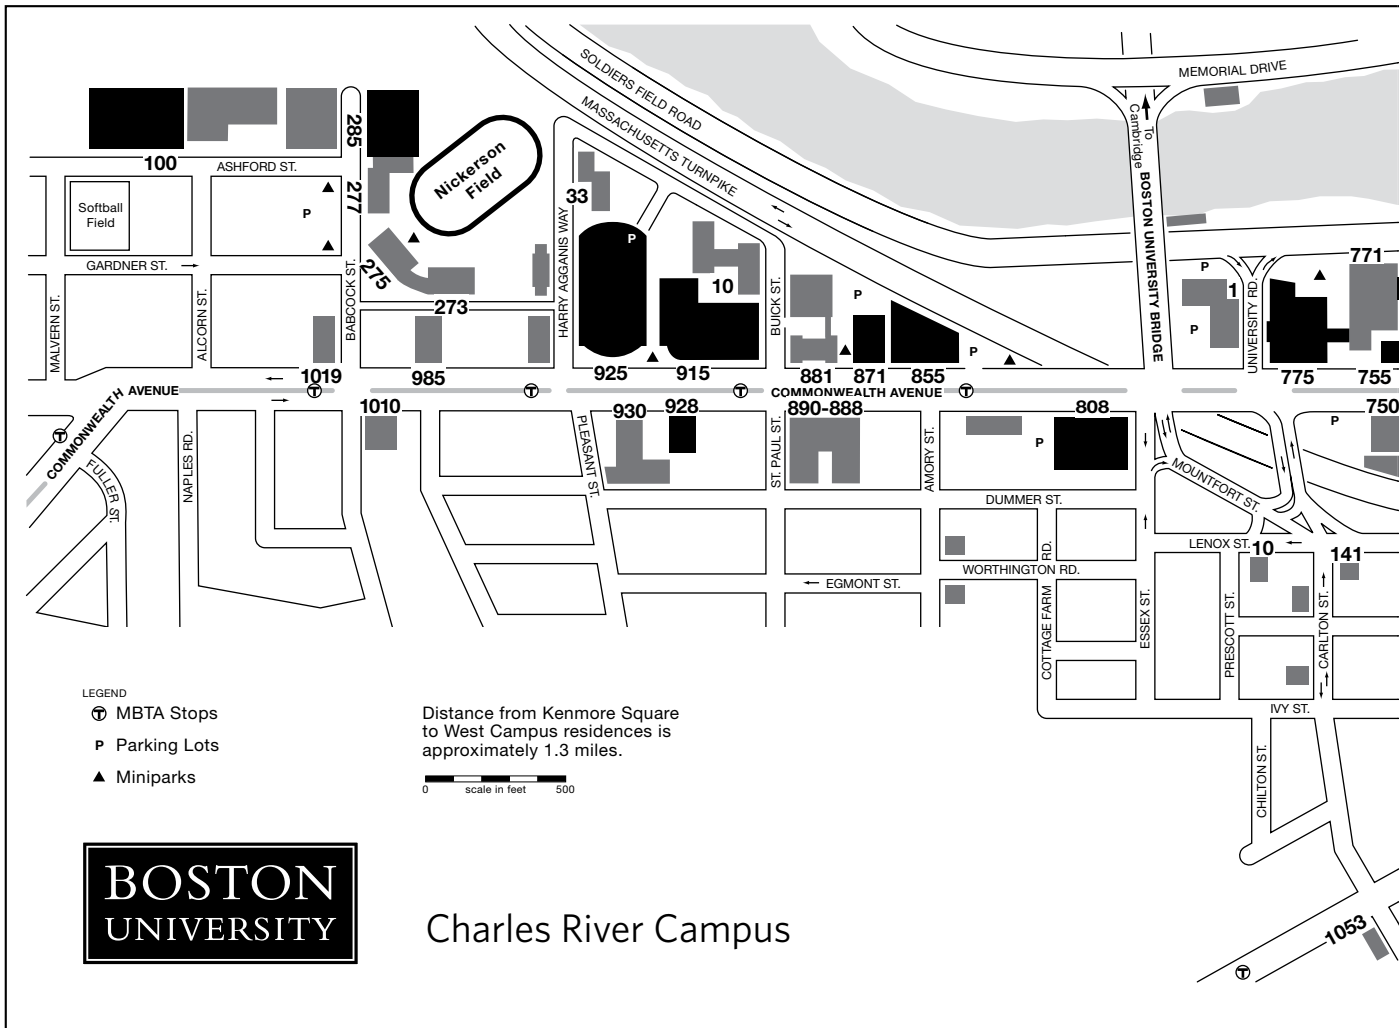 SOLDIERS FIELD ROAD
MASSACHUSETTS TURNPIKE
MEMORIAL DRIVE
To
Cambridge
BOSTON UNIVERSITY BRIDGE
285
100
ASHFORD ST.
277
Nickerson
Field
33
Softball
Field
P
P
GARDNER ST.
275
273
10
P
P
771
1
P
MALVERN ST.
ALCORN ST.
BABCOCK ST.
HARRY AGGANIS WAY
BUICK ST.
UNIVERSITY RD.
P
1019
985
925
915
881
871
855
775
755
COMMONWEALTH
AVENUE
T
T
T
COMMONWEALTH AVENUE
T
1010
930
928
890-888
808
750
P
P
T
FULLER ST.
NAPLES RD.
PLEASANT ST.
ST. PAUL ST.
AMORY ST.
MOUNTFORT ST.
DUMMER ST.
LENOX ST.
10
141
WORTHINGTON RD.
EGMONT ST.
COTTAGE FARM RD.
ESSEX ST.
PRESCOTT ST.
CARLTON ST.
IVY ST.
CHILTON ST.
1053
T
LEGEND
T MBTA Stops
P Parking Lots
Miniparks
Distance from Kenmore Square
to West Campus residences is
approximately 1.3 miles.
0 scale in feet 500
BOSTON
UNIVERSITY
Charles River Campus